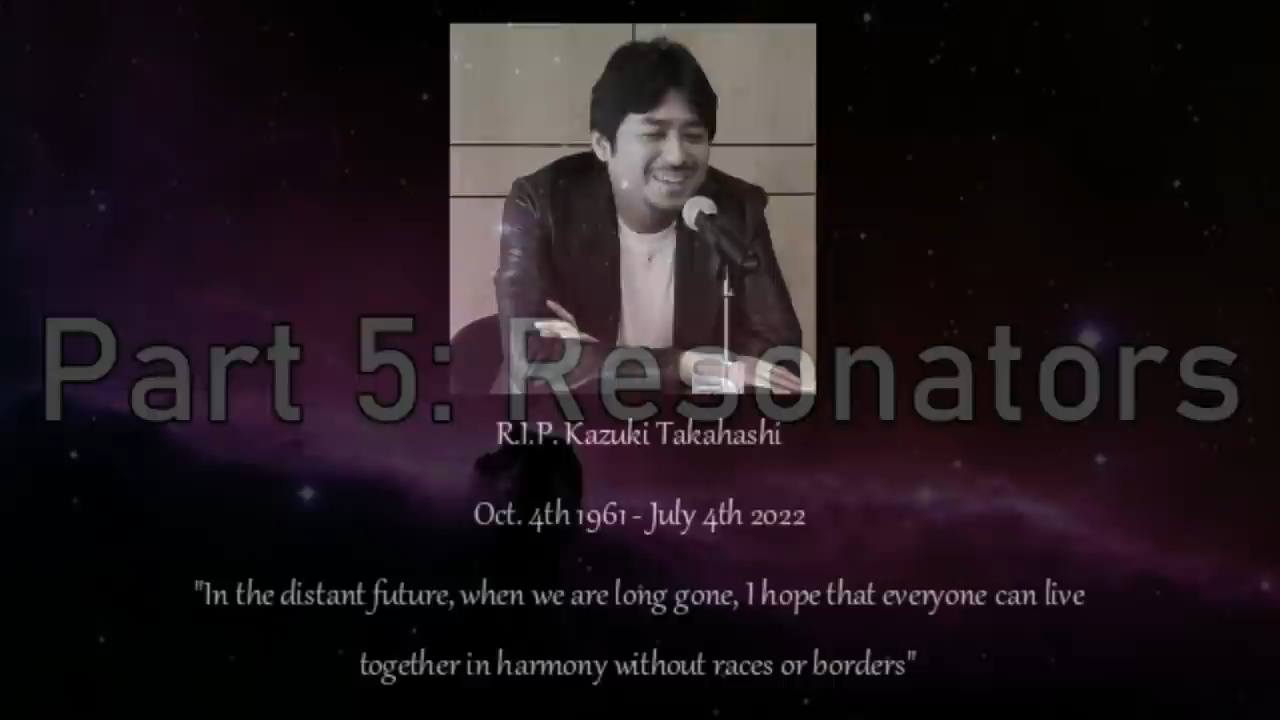 Part 5: Resonators
R.I.P. Kazuki Takahashi
Oct. 4th 1961 - July 4th 2022
"In the distant future, when we are long gone, I hope that everyone can live
together in harmony without races or borders"